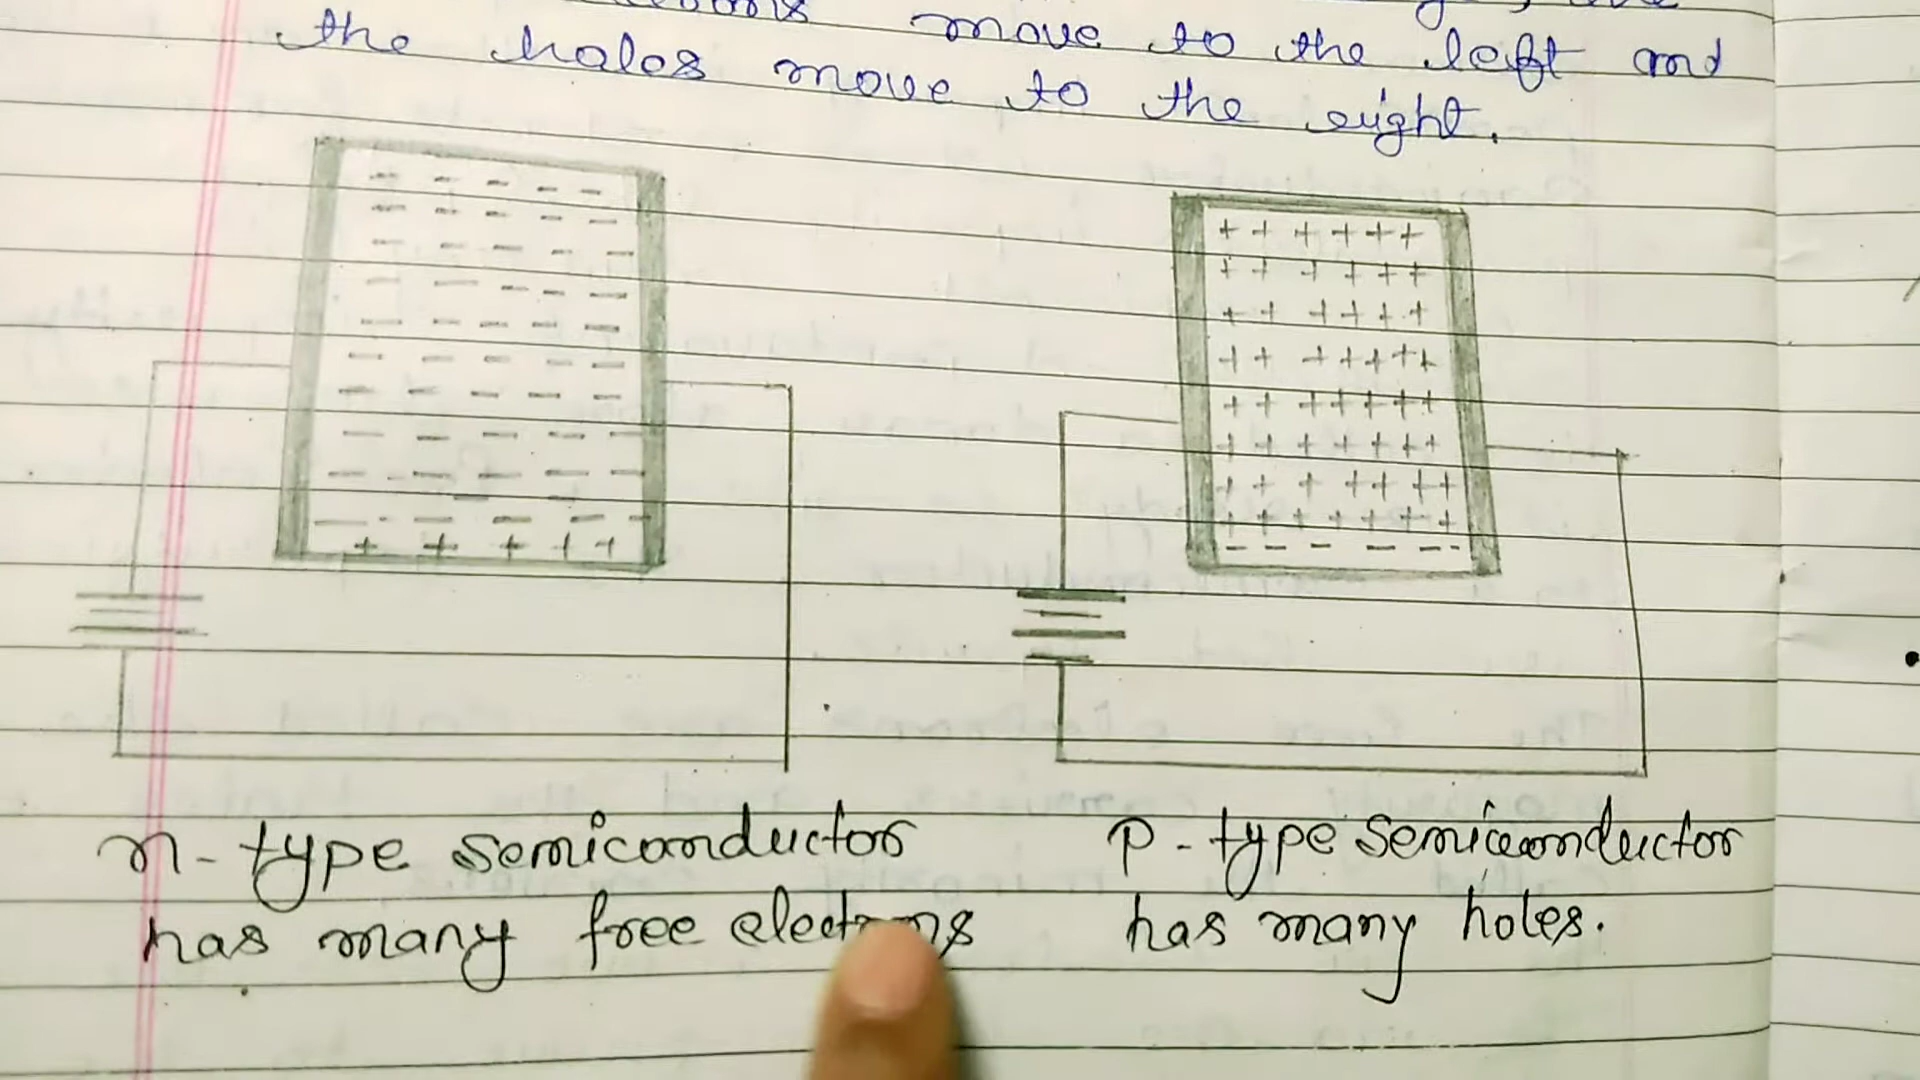 move to the left and
the holes move to the right.
n-type semiconductor
has many free electrons
P-type semiconductor
has many holes.